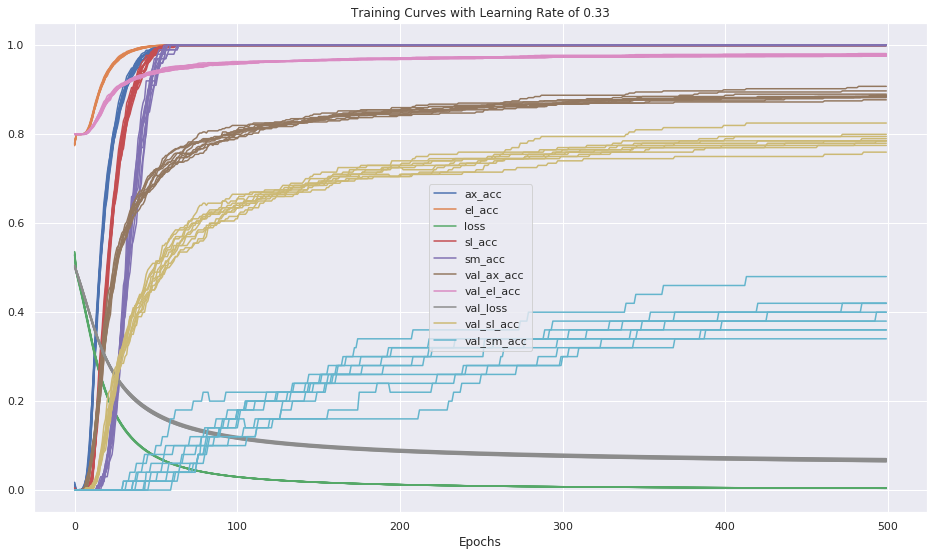 Training Curves with Learning Rate of 0.33
1.0
0.8
0.6
0.4
0.2
0.0
ax_acc
el_acc
loss
sl_acc
sm_acc
val_ax_acc
val_el_acc
val_loss
val_sl_acc
val_sm_acc
0
100
200
300
400
500
Epochs